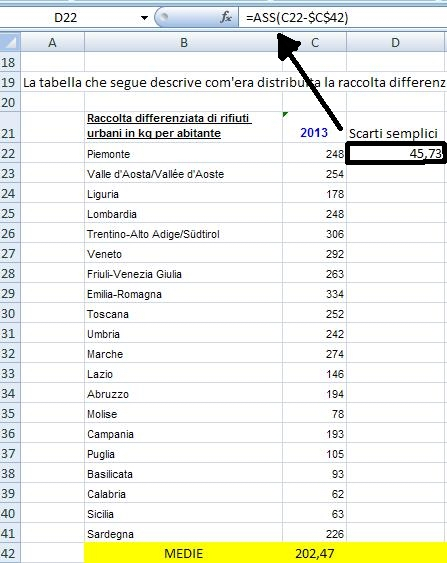 D22 fx =ASS(C22-$C$42)
A B C D
18
19 La tabella che segue descrive com'era distribuita la raccolta differenz
20
21 Raccolta differenziata di rifiuti urbani in kg per abitante 2013 Scarti semplici
22 Piemonte 248 45,73
23 Valle d'Aosta/Vallée d'Aoste 254
24 Liguria 178
25 Lombardia 248
26 Trentino-Alto Adige/Südtirol 306
27 Veneto 292
28 Friuli-Venezia Giulia 263
29 Emilia-Romagna 334
30 Toscana 252
31 Umbria 242
32 Marche 274
33 Lazio 146
34 Abruzzo 194
35 Molise 78
36 Campania 193
37 Puglia 105
38 Basilicata 93
39 Calabria 62
40 Sicilia 63
41 Sardegna 226
42 MEDIE 202,47